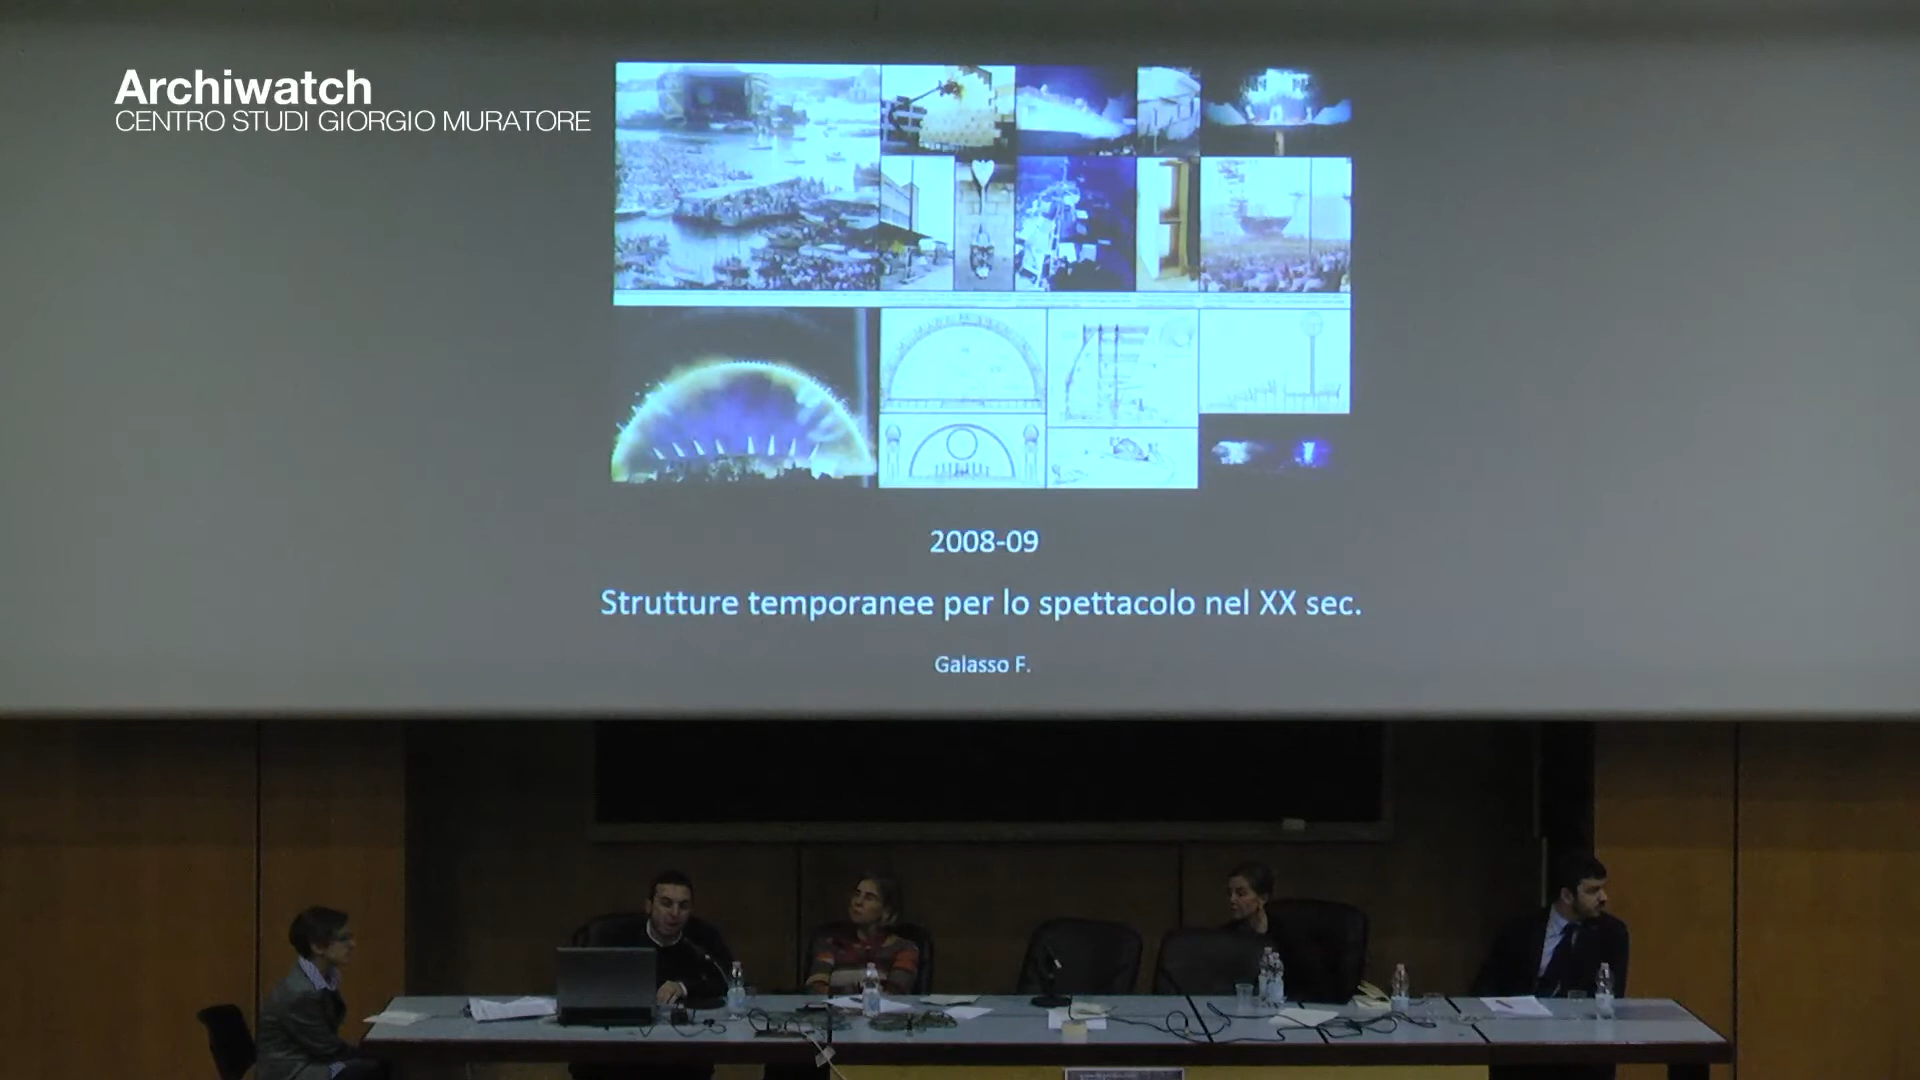 Archiwatch
CENTRO STUDI GIORGIO MURATORE
2008-09
Strutture temporanee per lo spettacolo nel XX sec.
Galasso F.